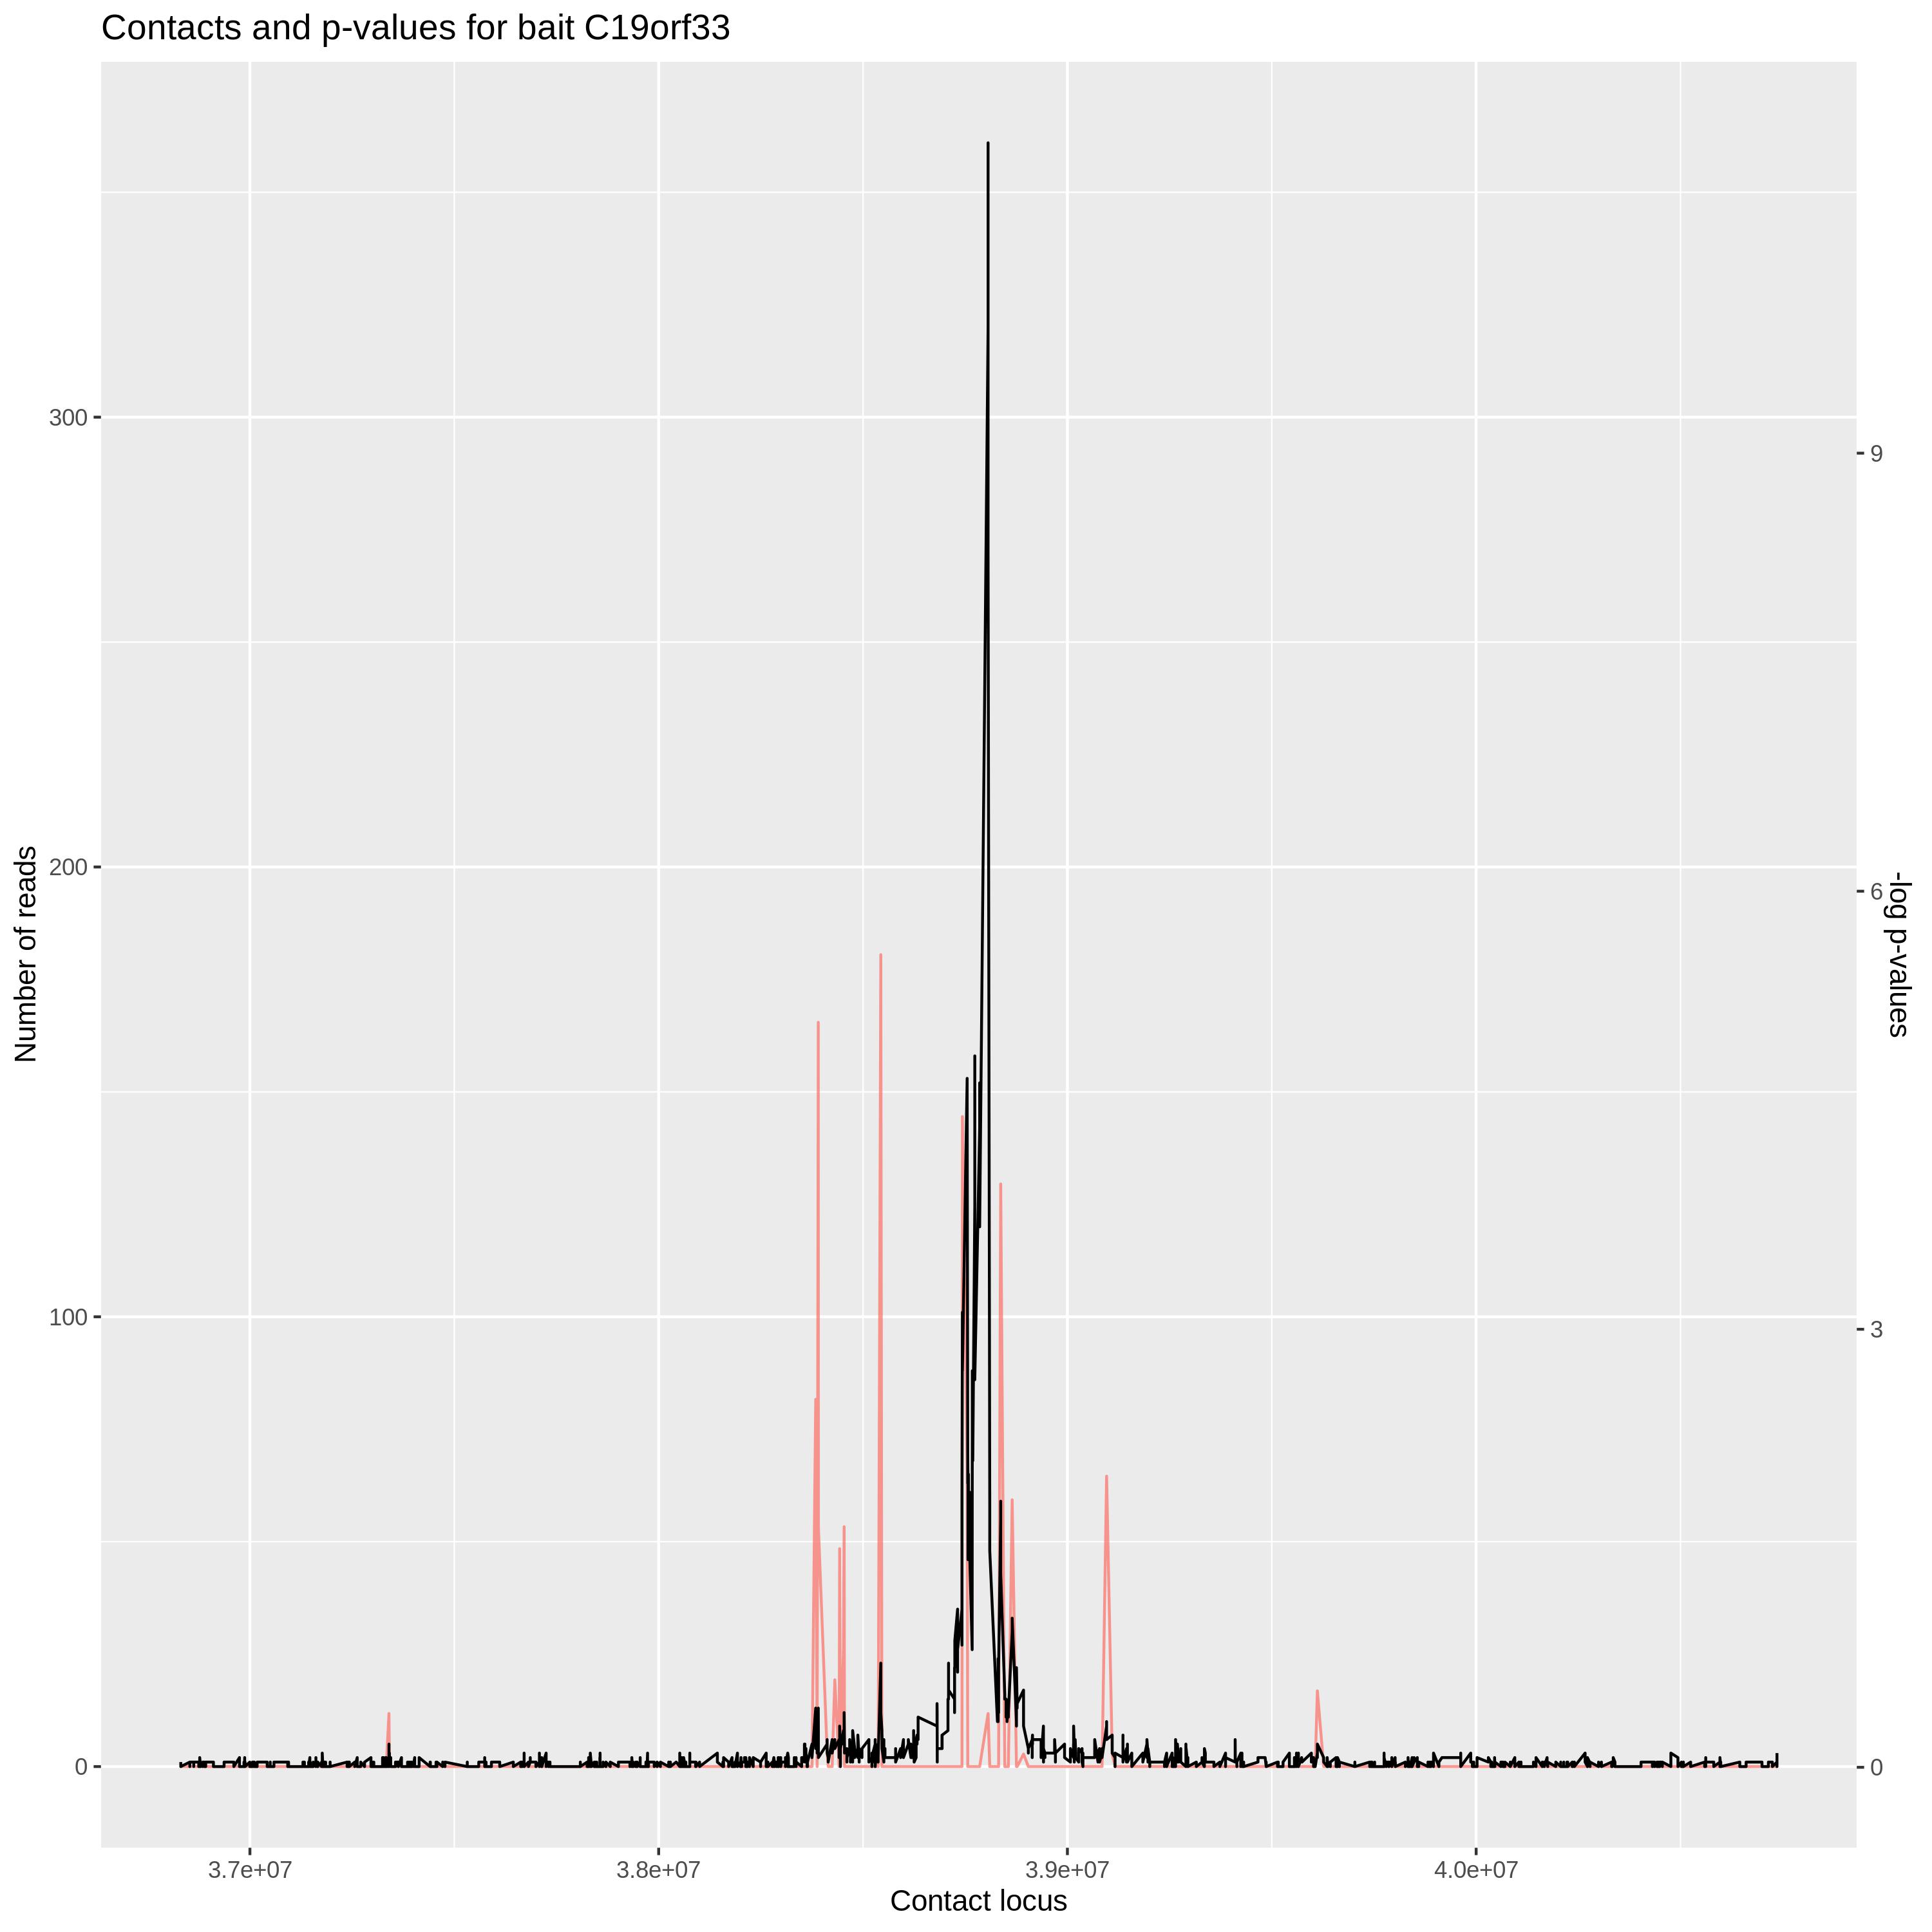 Contacts and p-values for bait C19orf33
Number of reads
300
200
100
0
9
6
3
0
-log p-values
3.7e+07
3.8e+07
3.9e+07
4.0e+07
Contact locus